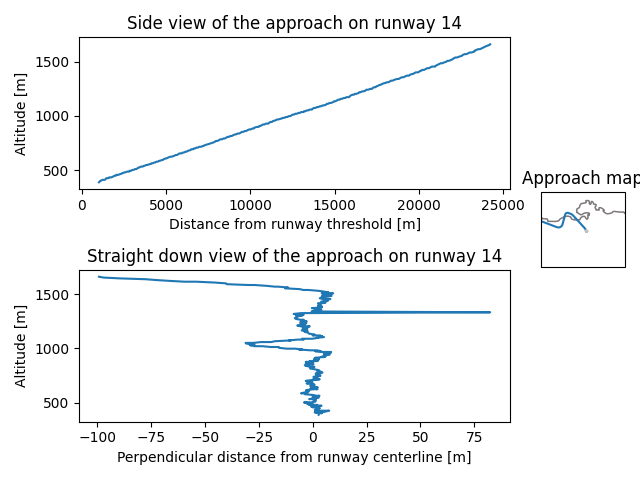 Side view of the approach on runway 14
Altitude [m]
1500
1000
500
0
5000
10000
15000
20000
25000
Distance from runway threshold [m]
Approach map
Straight down view of the approach on runway 14
Altitude [m]
1500
1000
500
−100
−75
−50
−25
0
25
50
75
Perpendicular distance from runway centerline [m]